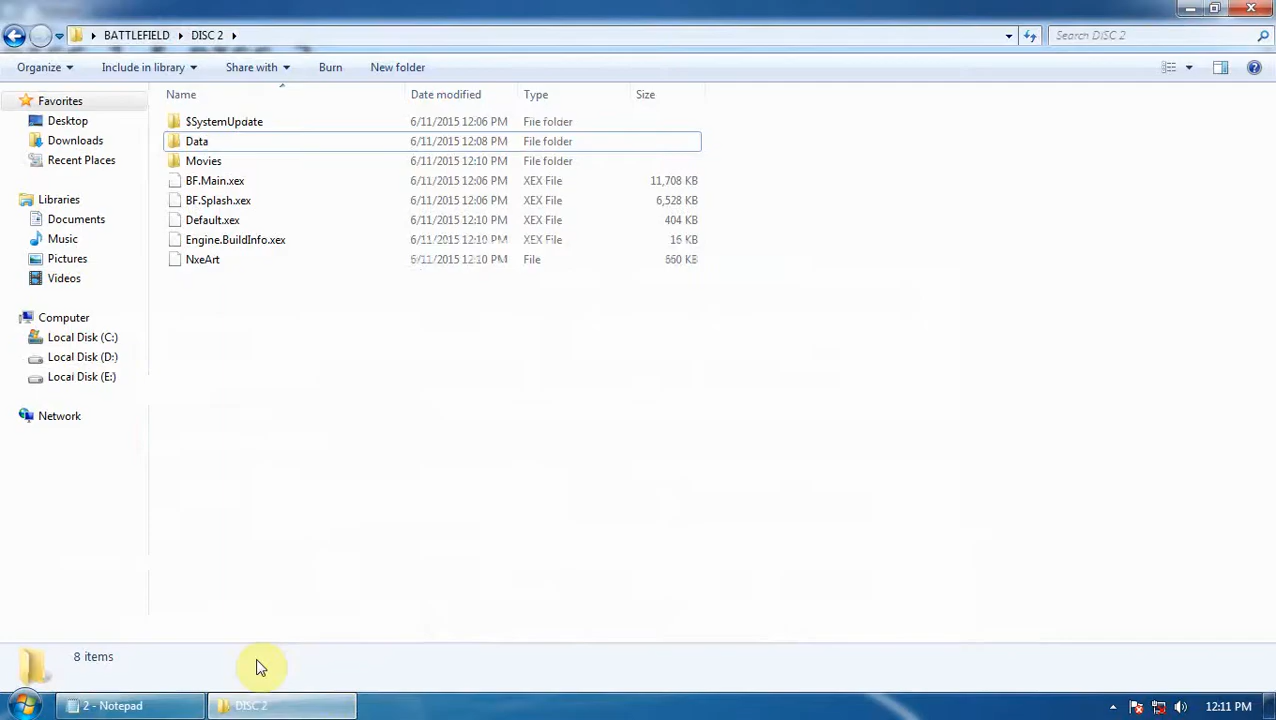 BATTLEFIELD DISC 2 Search DISC 2
Organize Include in library Share with Burn New folder
Name Date modified Type Size
Favorites
Desktop
Downloads
Recent Places
Libraries
Documents
Music
Pictures
Videos
Computer
Local Disk (C:)
Local Disk (D:)
Local Disk (E:)
Network
$SystemUpdate 6/11/2015 12:06 PM File folder
Data 6/11/2015 12:08 PM File folder
Movies 6/11/2015 12:10 PM File folder
BF.Main.xex 6/11/2015 12:06 PM XEX File 11,708 KB
BF.Splash.xex 6/11/2015 12:06 PM XEX File 6,528 KB
Default.xex 6/11/2015 12:10 PM XEX File 404 KB
Engine.BuildInfo.xex 6/11/2015 12:10 PM XEX File 16 KB
NxeArt 6/11/2015 12:10 PM File 660 KB
8 items
2 - Notepad DISC 2 12:11 PM